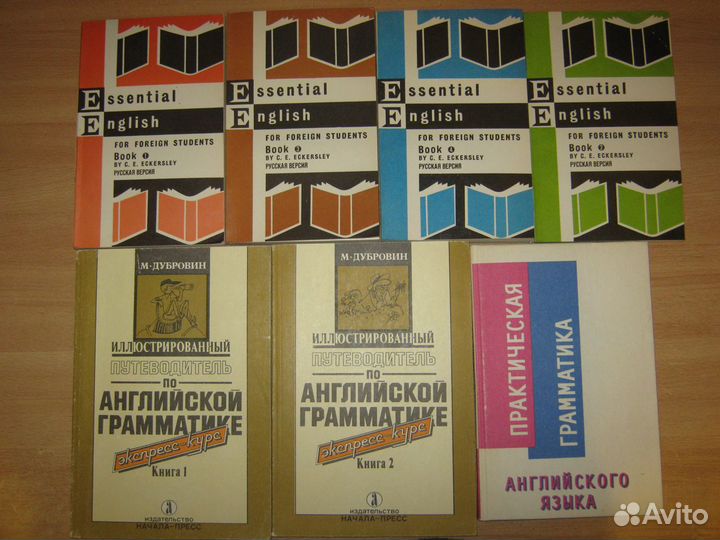 Essential
English
FOR FOREIGN STUDENTS
Book 1
BY C. E. ECKERSLEY
РУССКАЯ ВЕРСИЯ
Essential
English
FOR FOREIGN STUDENTS
Book 3
BY C. E. ECKERSLEY
РУССКАЯ ВЕРСИЯ
Essential
English
FOR FOREIGN STUDENTS
Book 4
BY C. E. ECKERSLEY
РУССКАЯ ВЕРСИЯ
Essential
English
FOR FOREIGN STUDENTS
Book 2
BY C. E. ECKERSLEY
РУССКАЯ ВЕРСИЯ
М·ДУБРОВИН
ИЛЛЮСТРИРОВАННЫЙ
ПУТЕВОДИТЕЛЬ
ПО
АНГЛИЙСКОЙ
ГРАММАТИКЕ
экспресс-курс
Книга 1
издательство
НАЧАЛА-ПРЕСС
М·ДУБРОВИН
ИЛЛЮСТРИРОВАННЫЙ
ПУТЕВОДИТЕЛЬ
ПО
АНГЛИЙСКОЙ
ГРАММАТИКЕ
экспресс-курс
Книга 2
издательство
НАЧАЛА-ПРЕСС
ПРАКТИЧЕСКАЯ
ГРАММАТИКА
АНГЛИЙСКОГО
ЯЗЫКА
Avito